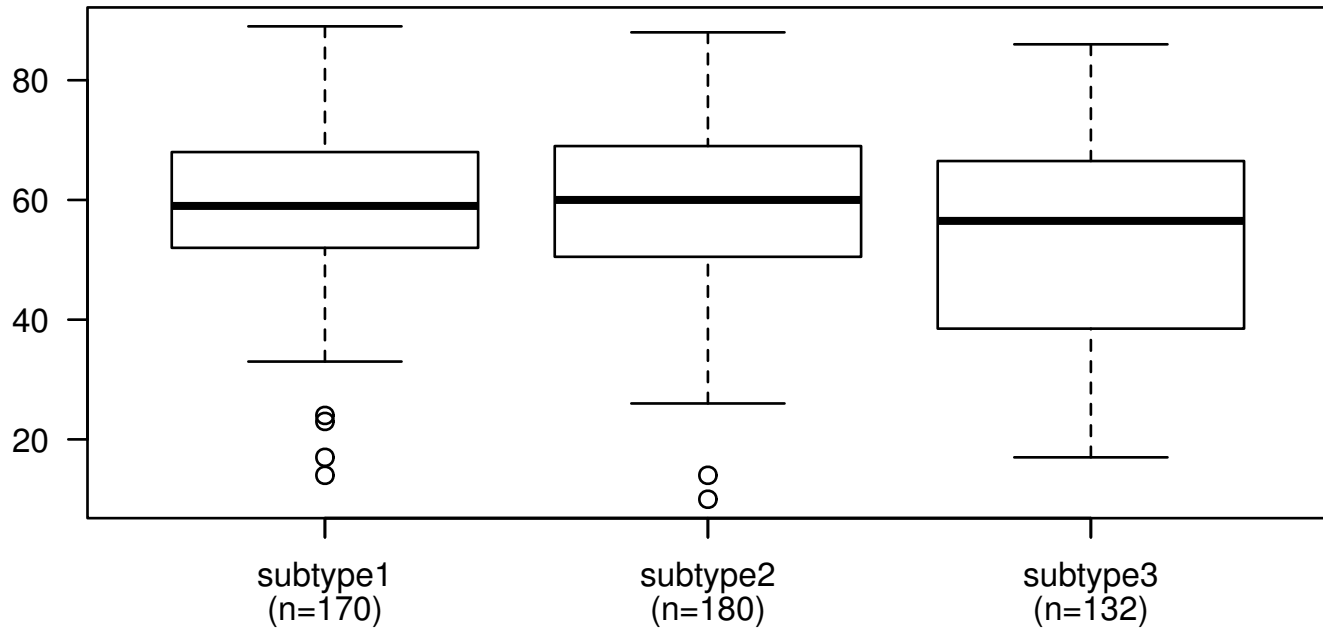 80
60
40
20
subtype1 subtype2 subtype3
(n=170) (n=180) (n=132)